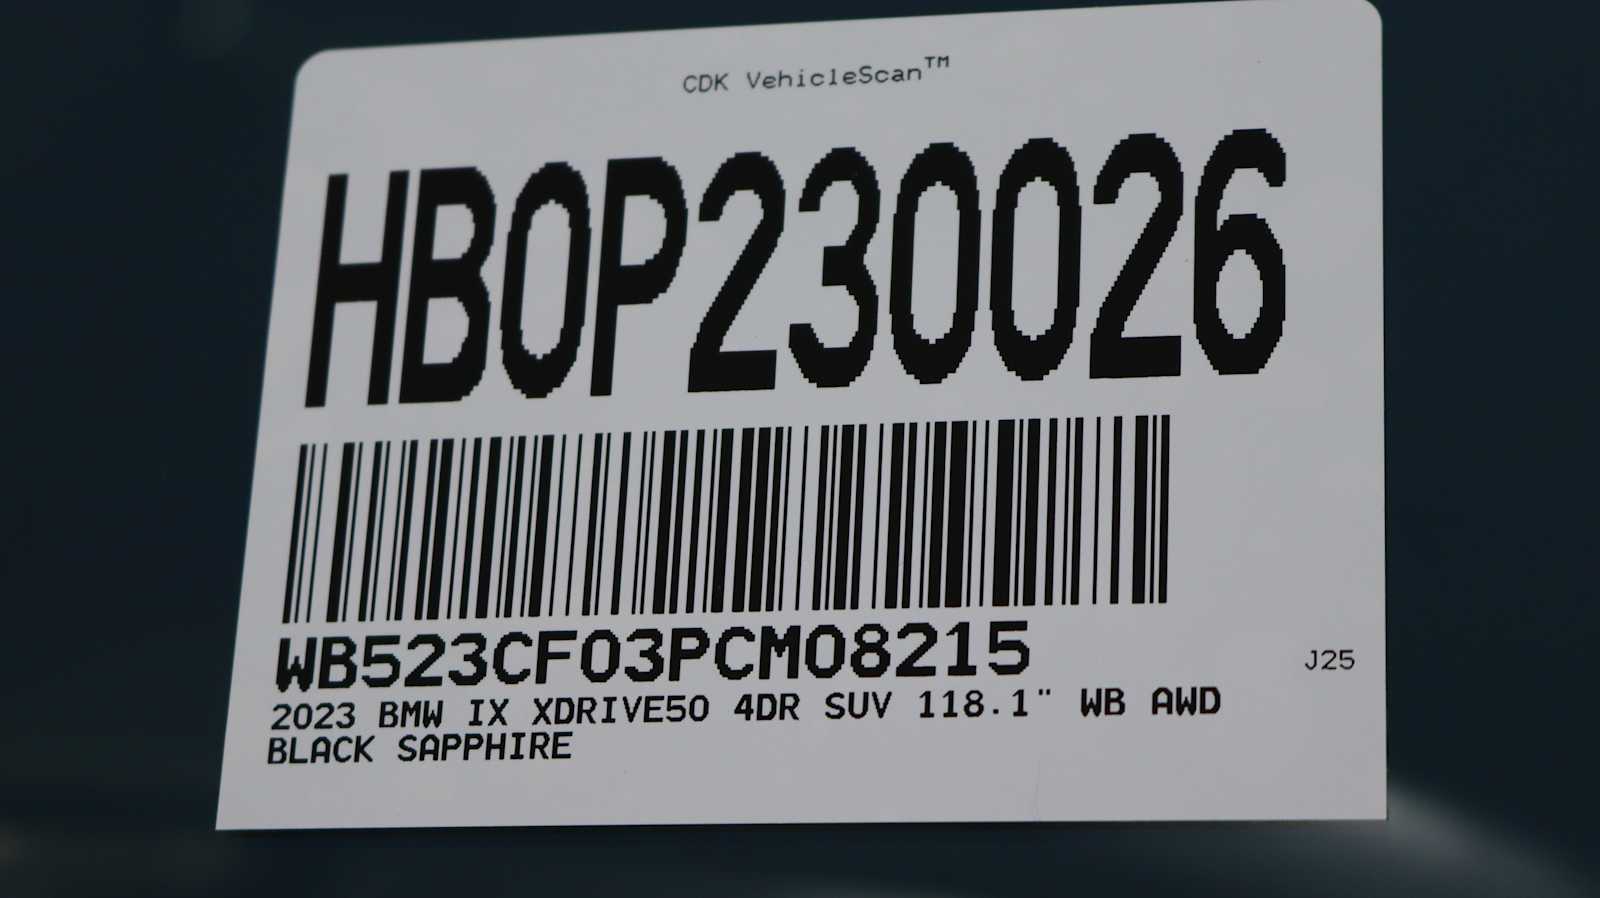 CDK VehicleScan™
HBOP230026
WB523CF03PCM08215
J25
2023 BMW IX XDRIVE50 4DR SUV 118.1" WB AWD
BLACK SAPPHIRE